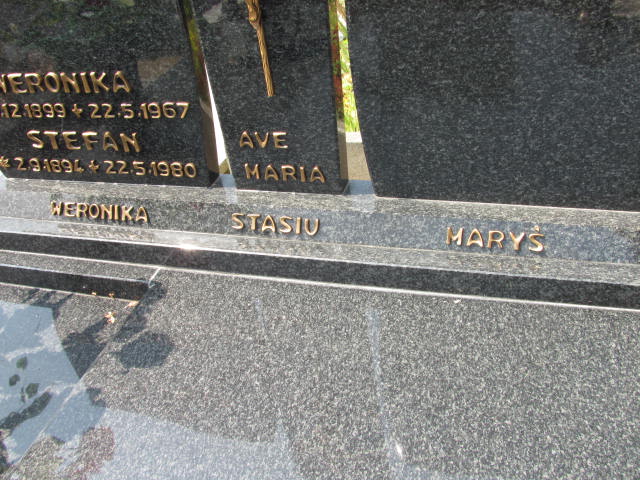 WERONIKA
.12.1899 + 22.5.1967
STEFAN
* 2.9.1894 + 22.5.1980
AVE
MARIA
WERONIKA STASIU MARYŚ